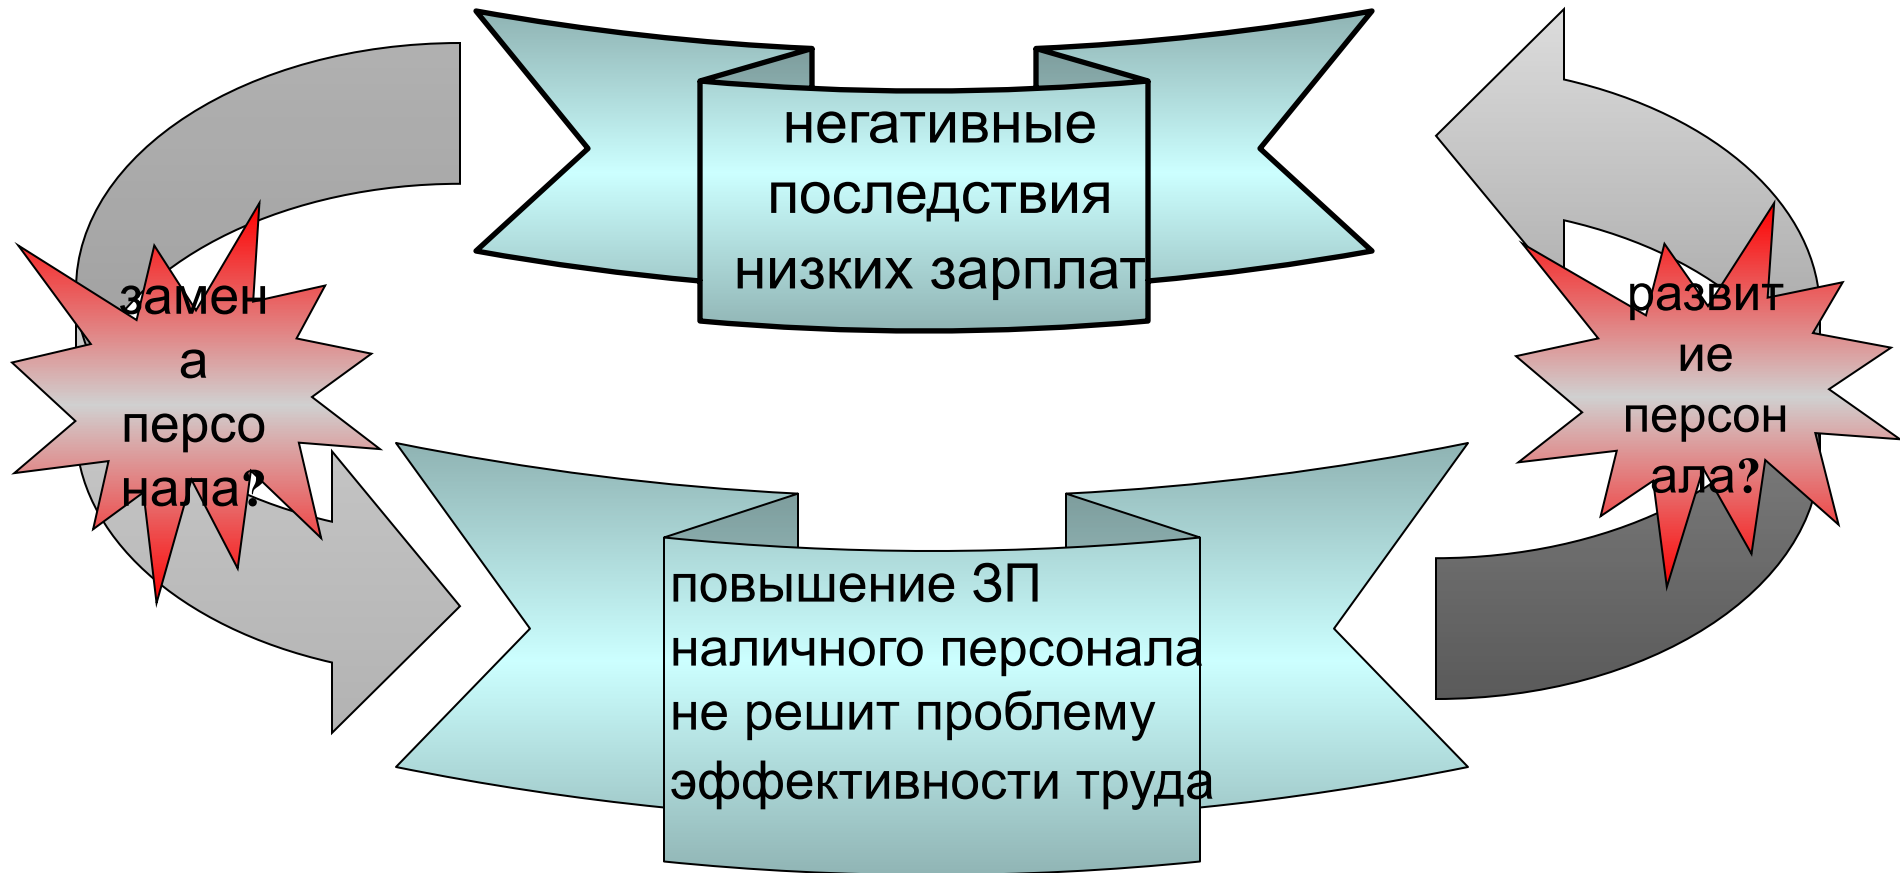 негативные
последствия
низких зарплат
замен
а
персо
нала?
развит
ие
персон
ала?
повышение ЗП
наличного персонала
не решит проблему
эффективности труда